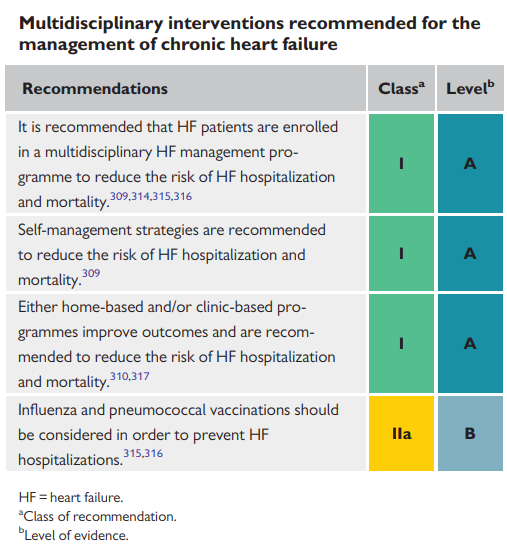 Multidisciplinary interventions recommended for the
management of chronic heart failure
Recommendations Classᵃ Levelᵇ
It is recommended that HF patients are enrolled
in a multidisciplinary HF management pro-
gramme to reduce the risk of HF hospitalization
and mortality.309,314,315,316
I A
Self-management strategies are recommended
to reduce the risk of HF hospitalization and
mortality.309
I A
Either home-based and/or clinic-based pro-
grammes improve outcomes and are recom-
mended to reduce the risk of HF hospitalization
and mortality.310,317
I A
Influenza and pneumococcal vaccinations should
be considered in order to prevent HF
hospitalizations.315,316
IIa B
HF = heart failure.
ᵃClass of recommendation.
ᵇLevel of evidence.